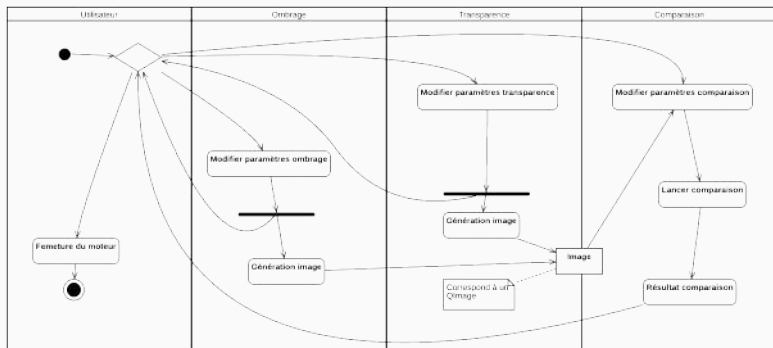 Utilisateur
Ombrage
Transparence
Comparaison
Modifier paramètres transparence
Modifier paramètres comparaison
Modifier paramètres ombrage
Lancer comparaison
Génération image
Femeture du moteur
Génération image
Image
Correspond à un
QImage
Résultat comparaison